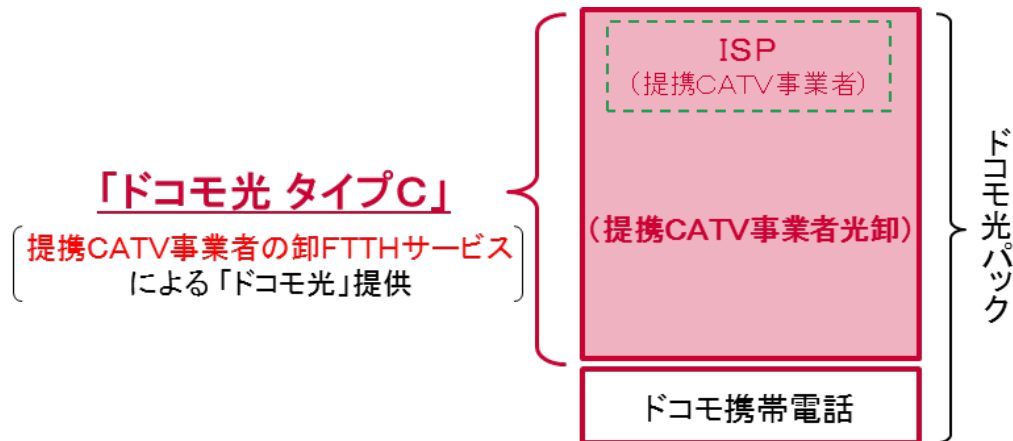 ISP
(提携CATV事業者)
「ドコモ光 タイプC」
提携CATV事業者の卸FTTHサービス
による「ドコモ光」提供
(提携CATV事業者光卸)
ドコモ携帯電話
ドコモ光パック